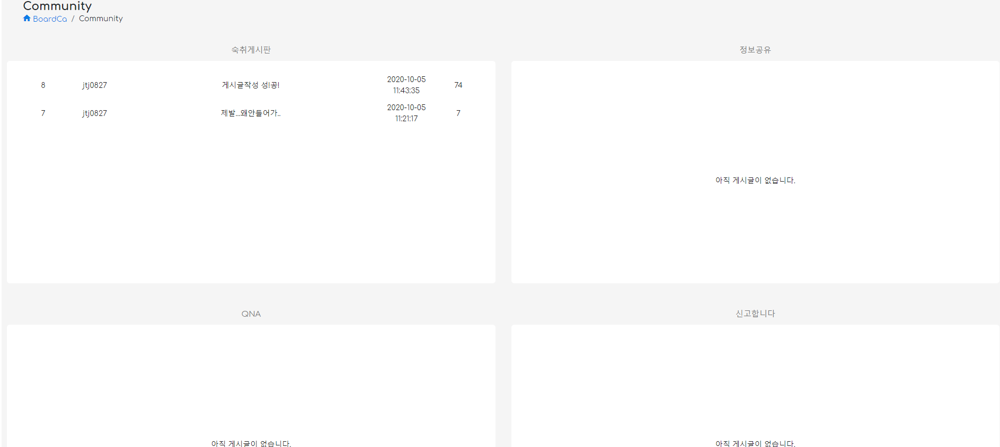 Community
BoardCa / Community
숙취게시판
정보공유
8 jtj0827 게시글작성 성!공! 2020-10-05 11:43:35 74
7 jtj0827 제발...왜안들어가.. 2020-10-05 11:21:17 7
아직 게시글이 없습니다.
QNA
신고합니다
아직 게시글이 없습니다.
아직 게시글이 없습니다.